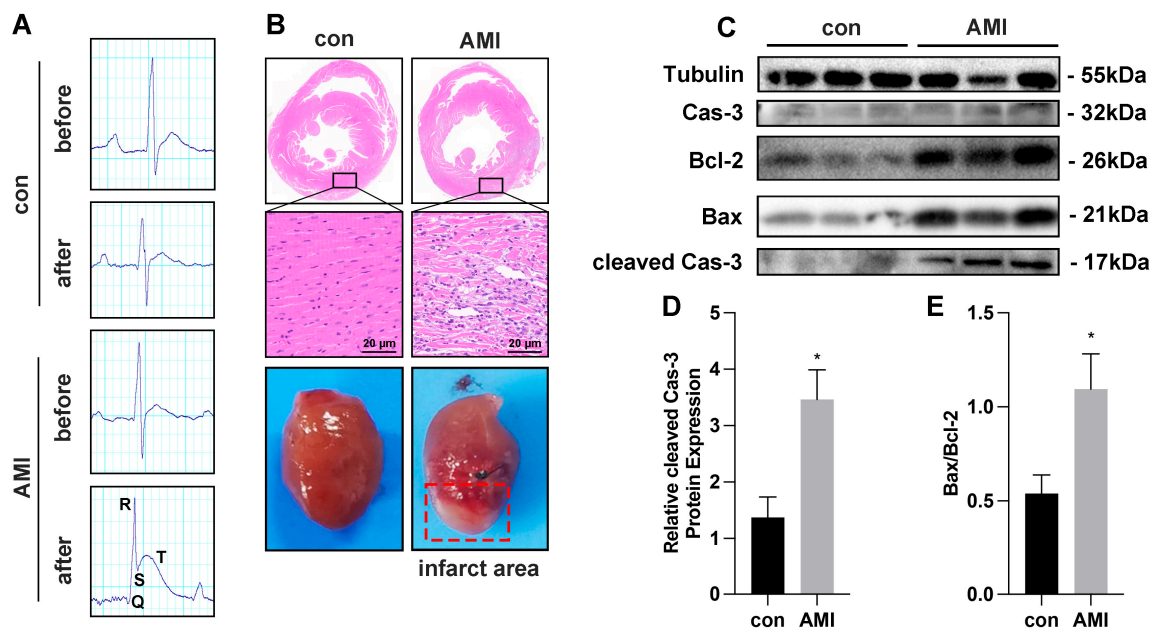 A
con
before
after
AMI
before
after
R
T
S
Q
B
con
AMI
20 μm
20 μm
infarct area
C
con
AMI
Tubulin
- 55kDa
Cas-3
- 32kDa
Bcl-2
- 26kDa
Bax
- 21kDa
cleaved Cas-3
- 17kDa
D
Relative cleaved Cas-3
Protein Expression
5
4
3
2
1
0
*
con
AMI
E
Bax/Bcl-2
1.5
1.0
0.5
0.0
*
con
AMI